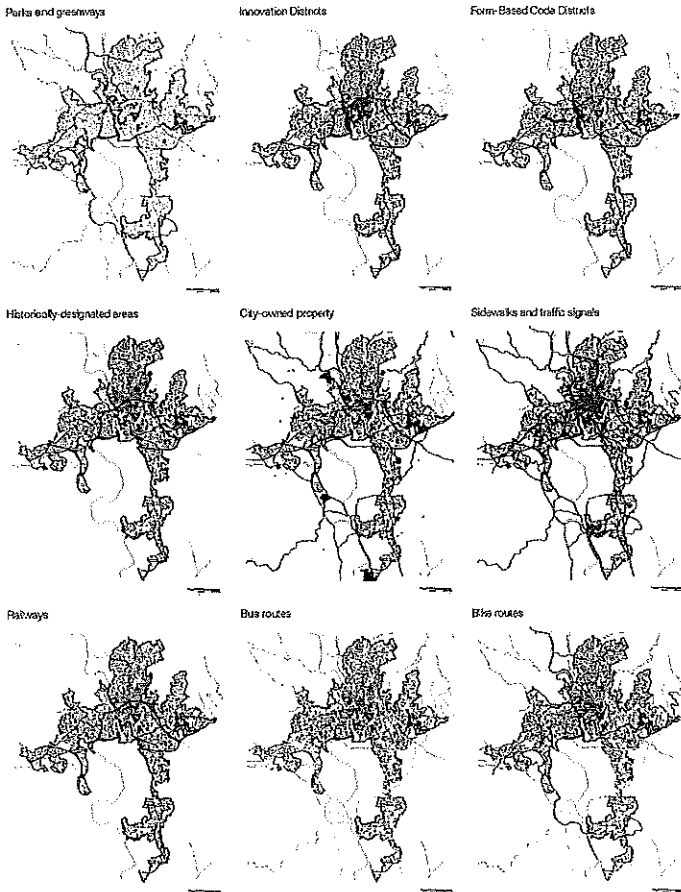 Parks and greenways
Innovation Districts
Form-Based Code Districts
Historically-designated areas
City-owned property
Sidewalks and traffic signals
Railways
Bus routes
Bike routes